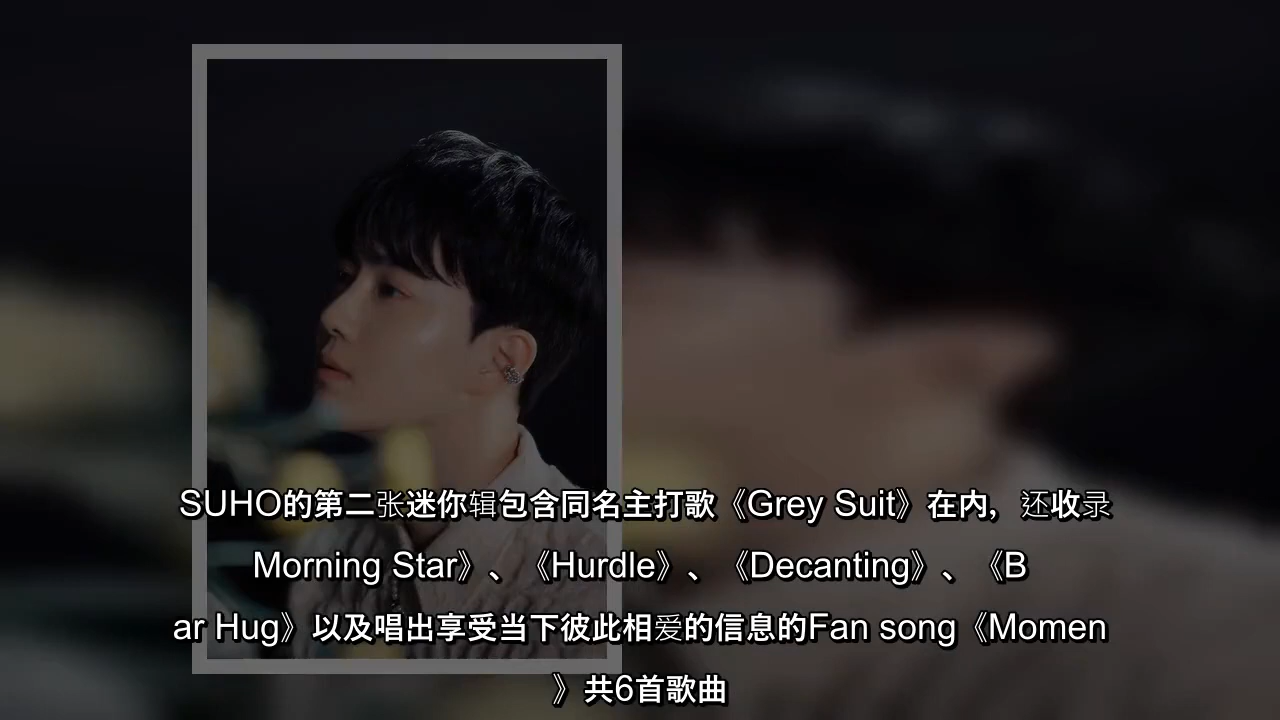 SUHO的第二张迷你辑包含同名主打歌《Grey Suit》在内，还收录
Morning Star》、《Hurdle》、《Decanting》、《B
ar Hug》以及唱出享受当下彼此相爱的信息的Fan song《Momen
》共6首歌曲